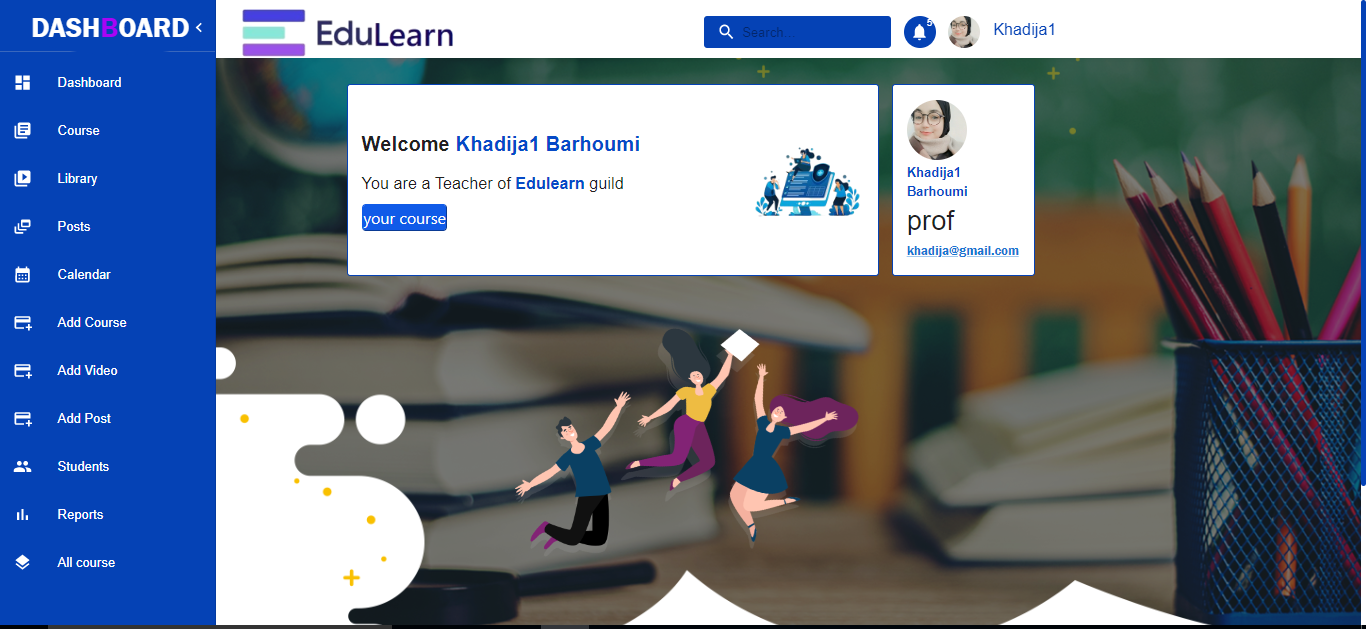 DASHBOARD
EduLearn
Search...
5
Khadija1
Dashboard
Course
Library
Posts
Calendar
Add Course
Add Video
Add Post
Students
Reports
All course
Welcome Khadija1 Barhoumi
You are a Teacher of Edulearn guild
your course
Khadija1
Barhoumi
prof
khadija@gmail.com